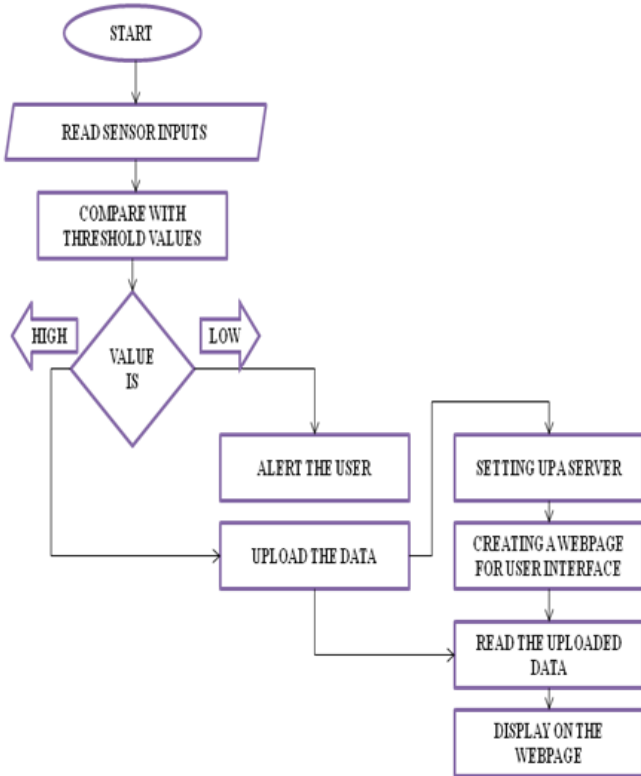 START
READ SENSOR INPUTS
COMPARE WITH
THRESHOLD VALUES
HIGH
VALUE
IS
LOW
ALERT THE USER
UPLOAD THE DATA
SETTING UP A SERVER
CREATING A WEBPAGE
FOR USER INTERFACE
READ THE UPLOADED
DATA
DISPLAY ON THE
WEBPAGE